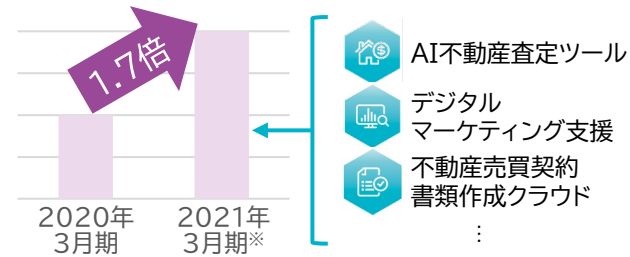 1.7倍
2020年
3月期
2021年
3月期※
AI不動産査定ツール
デジタル
マーケティング支援
不動産売買契約
書類作成クラウド
⋮